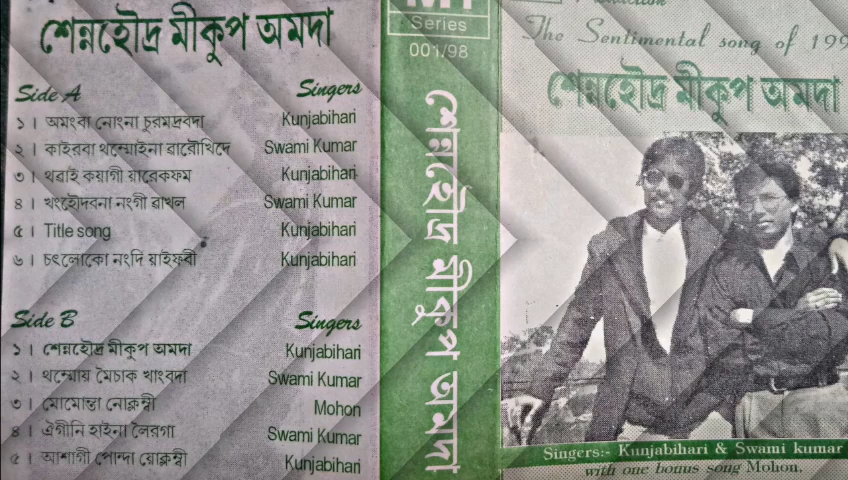 শেন্নহৌদ্র মীকুপ অমদা
Side A Singers
১ । অমংবা নোংনা চুরমদ্রবদা Kunjabihari
২ । কাইরবা থম্মোইনা ৱারৌখিদে Swami Kumar
৩ । থৱাই কয়াগী য়ারেকফম Kunjabihari
৪ । খংহৌদবনা নংগী ৱাখল Swami Kumar
৫ । Title song Kunjabihari
৬ । চৎলোকো নংদি য়াইফবী Kunjabihari
Side B Singers
১ । শেন্নহৌদ্র মীকুপ অমদা Kunjabihari
২ । থম্মোয় মৈচাক খাংবদা Swami Kumar
৩ । মোমোন্তা নোক্লম্বী Mohon
৪ । ঐগীনি হাইনা লৈরগা Swami Kumar
৫ । আশাগী পোন্দা য়োক্লম্বী Kunjabihari
Series
001/98
শেন্নহৌদ্র মীকুপ অমদা
The Sentimental song of 199
শেন্নহৌদ্র মীকুপ অমদা
Singers:- Kunjabihari & Swami kumar
with one bonus song Mohon.